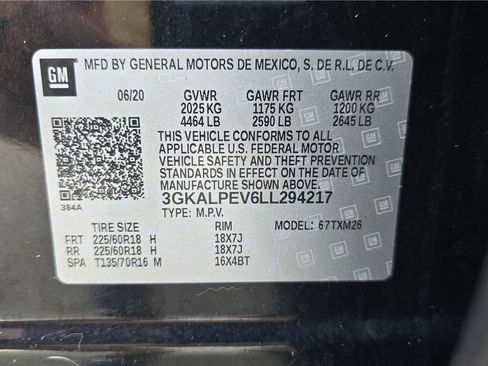 GM MFD BY GENERAL MOTORS DE MEXICO, S. DE R.L. DE C.V.
06/20 GVWR GAWR FRT GAWR RR
2025 KG 1175 KG 1200 KG
4464 LB 2590 LB 2645 LB
THIS VEHICLE CONFORMS TO ALL
APPLICABLE U.S. FEDERAL MOTOR
VEHICLE SAFETY AND THEFT PREVENTION
STANDARDS IN EFFECT ON THE DATE OF
MANUFACTURE SHOWN ABOVE.
384A 3GKALPEV6LL294217
TYPE: M.P.V. MODEL: 67TXM26
TIRE SIZE RIM
FRT 225/60R18 H 18X7J
RR 225/60R18 H 18X7J
SPA T135/70R16 M 16X4BT